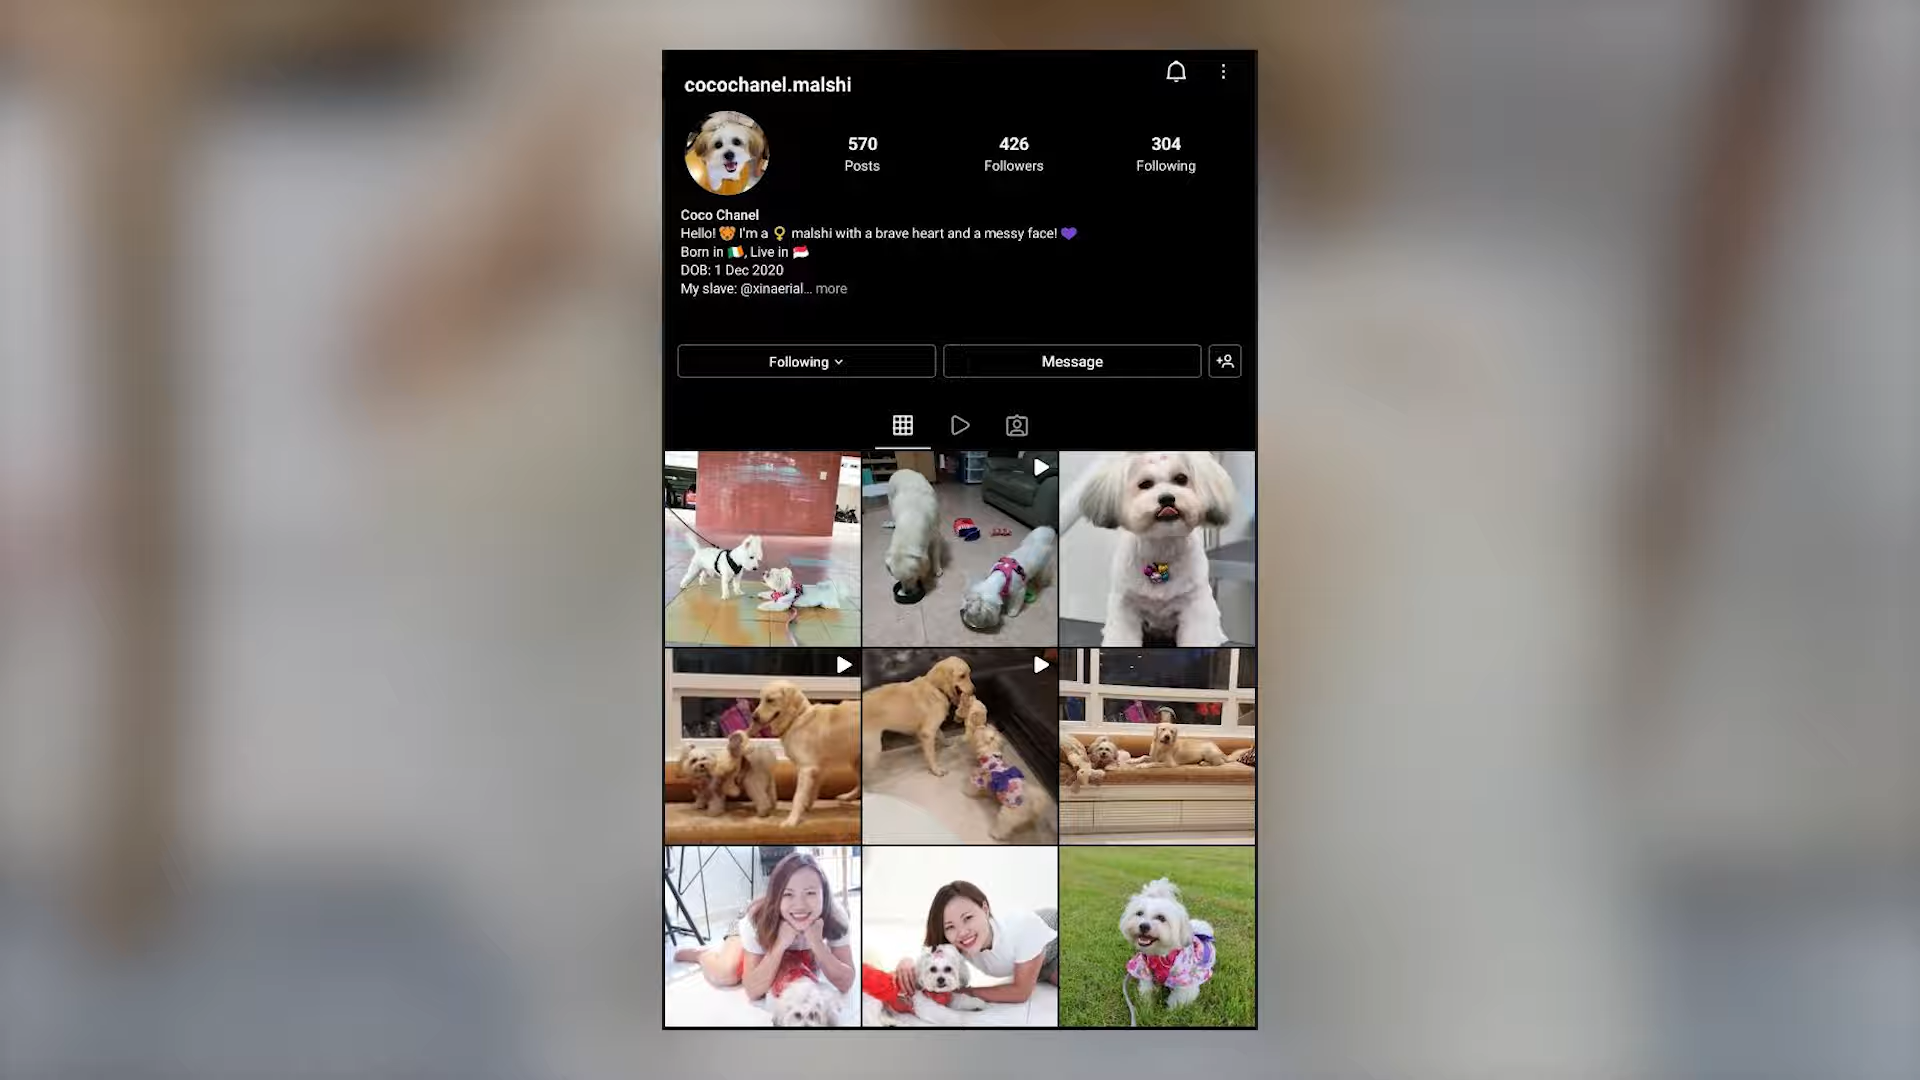 cocochanel.malshi
570
Posts
426
Followers
304
Following
Coco Chanel
Hello! 🐻 I'm a ♀ malshi with a brave heart and a messy face! 💜
Born in 🇮🇪, Live in 🇸🇬
DOB: 1 Dec 2020
My slave: @xinaerial... more
Following
Message